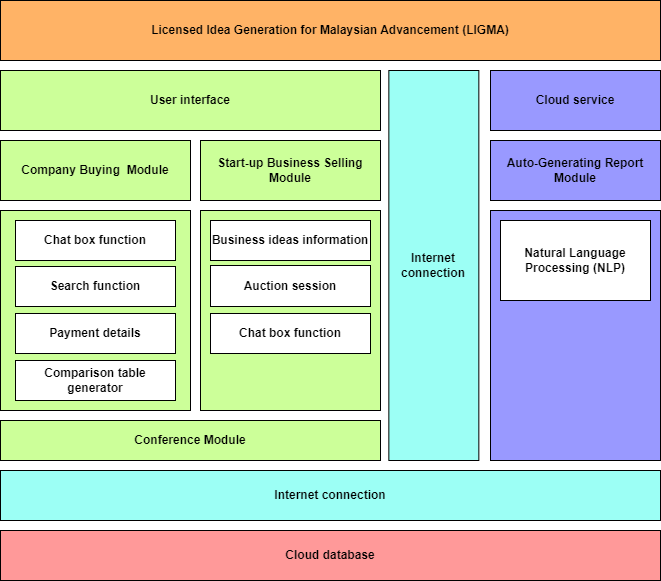 Licensed Idea Generation for Malaysian Advancement (LIGMA)
User interface
Cloud service
Company Buying  Module
Start-up Business Selling
Module
Auto-Generating Report
Module
Chat box function
Search function
Payment details
Comparison table
generator
Business ideas information
Auction session
Chat box function
Internet
connection
Natural Language
Processing (NLP)
Conference Module
Internet connection
Cloud database